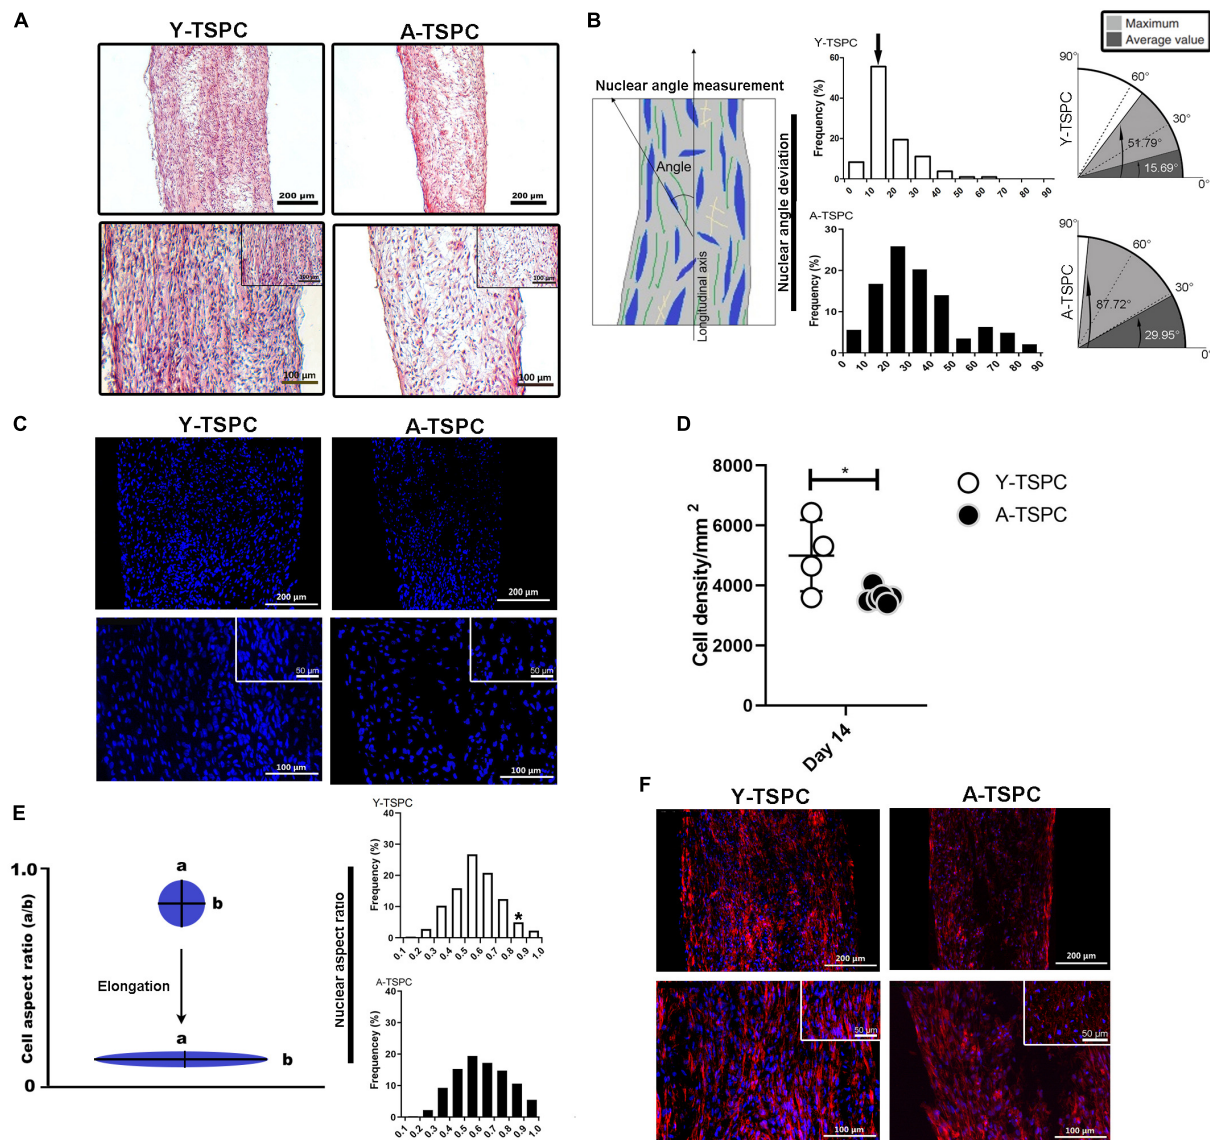 A
Y-TSPC
A-TSPC
200 μm
200 μm
100 μm
100 μm
100 μm
100 μm
B
Nuclear angle measurement
Angle
Longitudinal axis
Nuclear angle deviation
Y-TSPC
Frequency (%)
60
40
20
0
0
10
20
30
40
50
60
70
80
90
A-TSPC
Frequency (%)
30
20
10
0
0
10
20
30
40
50
60
70
80
90
Maximum
Average value
Y-TSPC
90°
60°
30°
0°
51.79°
15.69°
A-TSPC
90°
60°
30°
0°
87.72°
29.95°
C
Y-TSPC
A-TSPC
200 μm
200 μm
50 μm
50 μm
100 μm
100 μm
D
Cell density/mm2
8000
6000
4000
2000
0
*
Day 14
Y-TSPC
A-TSPC
E
Cell aspect ratio (a/b)
1.0
0
a
b
Elongation
a
b
Nuclear aspect ratio
Y-TSPC
Frequency (%)
40
30
20
10
0
*
0.1
0.2
0.3
0.4
0.5
0.6
0.7
0.8
0.9
1.0
A-TSPC
Frequencey (%)
40
30
20
10
0
0.1
0.2
0.3
0.4
0.5
0.6
0.7
0.8
0.9
1.0
F
Y-TSPC
A-TSPC
200 μm
200 μm
50 μm
50 μm
100 μm
100 μm